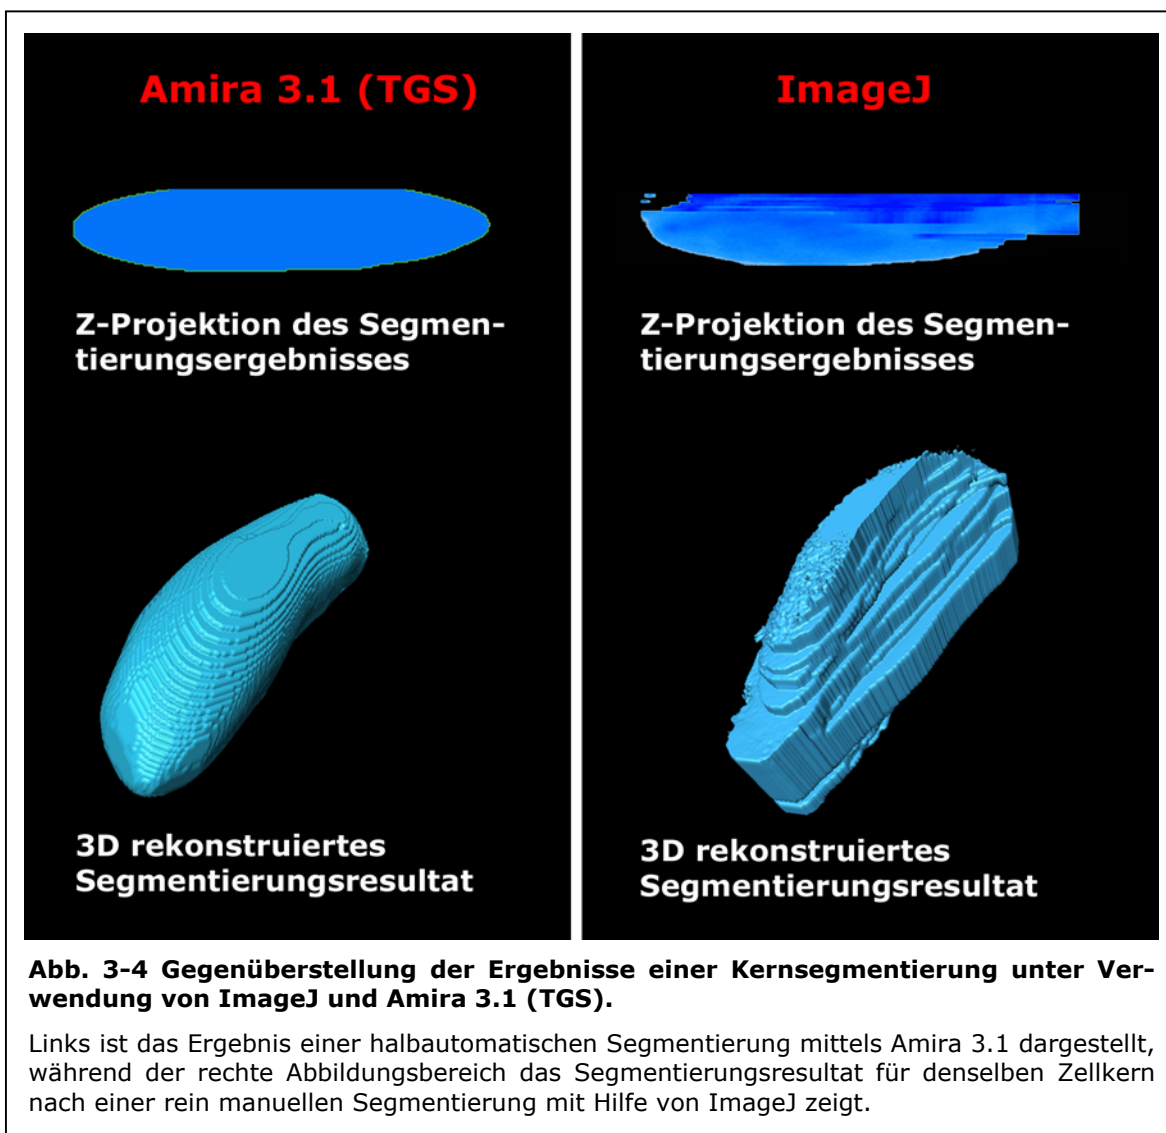 Amira 3.1 (TGS)
Z-Projektion des Segmen-
tierungsergebnisses
3D rekonstruiertes
Segmentierungsresultat
ImageJ
Z-Projektion des Segmen-
tierungsergebnisses
3D rekonstruiertes
Segmentierungsresultat
Abb. 3-4 Gegenüberstellung der Ergebnisse einer Kernsegmentierung unter Ver-
wendung von ImageJ und Amira 3.1 (TGS).
Links ist das Ergebnis einer halbautomatischen Segmentierung mittels Amira 3.1 dargestellt,
während der rechte Abbildungsbereich das Segmentierungsresultat für denselben Zellkern
nach einer rein manuellen Segmentierung mit Hilfe von ImageJ zeigt.